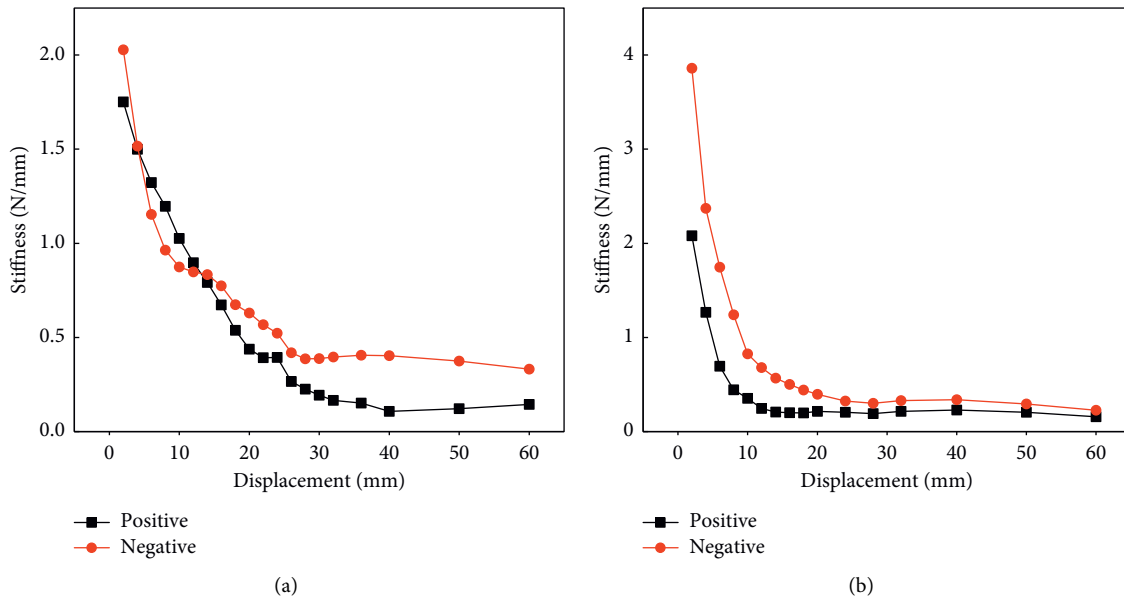 2.0
1.5
1.0
0.5
0.0
Stiffness (N/mm)
0 10 20 30 40 50 60
Displacement (mm)
Positive
Negative
(a)
4
3
2
1
0
Stiffness (N/mm)
0 10 20 30 40 50 60
Displacement (mm)
Positive
Negative
(b)